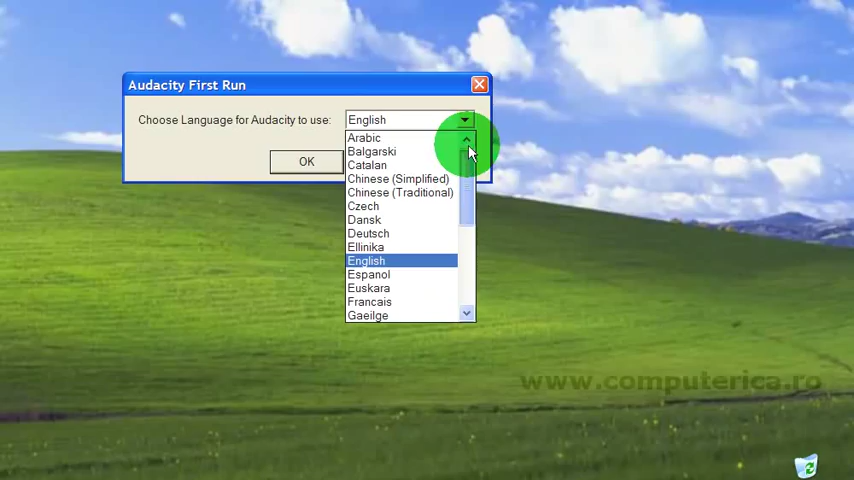 Audacity First Run
Choose Language for Audacity to use:
English
Arabic
Balgarski
Catalan
Chinese (Simplified)
OK
Chinese (Traditional)
Czech
Dansk
Deutsch
Ellinika
English
Espanol
Euskara
Francais
Gaeilge
www.computerica.ro